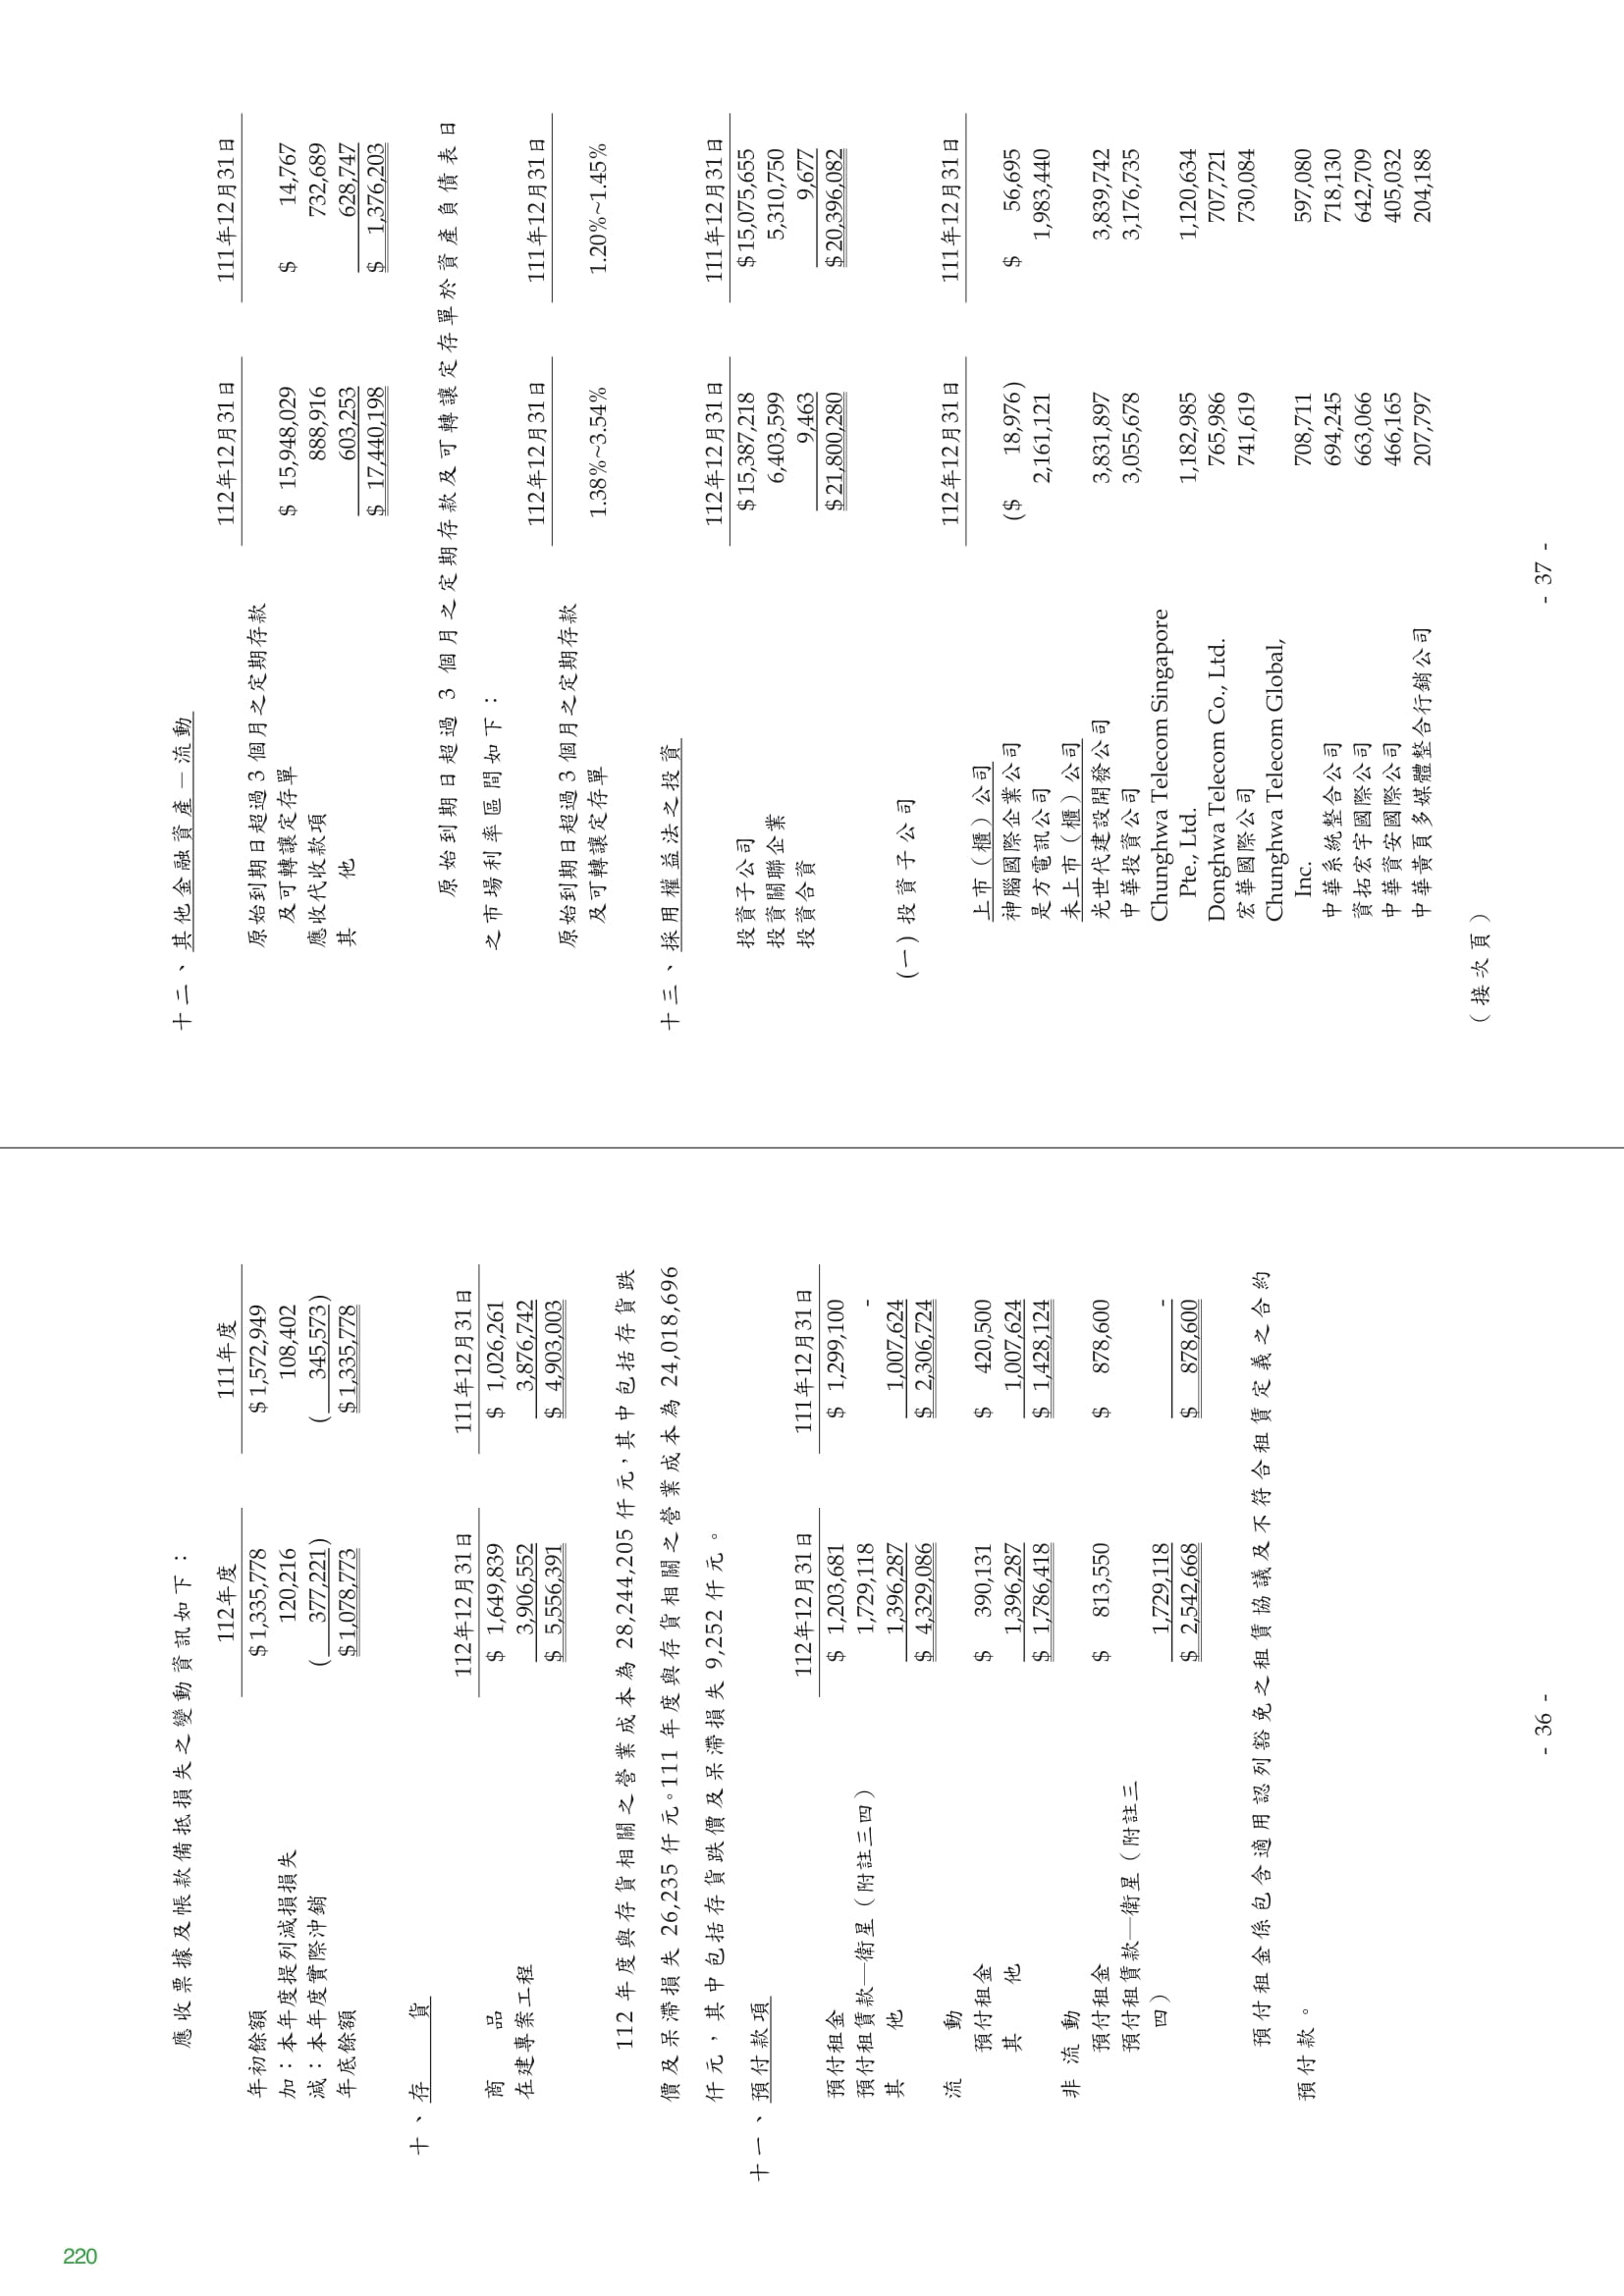 應收票據及帳款備抵損失之變動資訊如下：
112年度 111年度
年初餘額 $ 1,335,778 $ 1,572,949
加：本年度提列減損損失 120,216 108,402
減：本年度實際沖銷 ( 377,221 ) ( 345,573 )
年底餘額 $ 1,078,773 $ 1,335,778
十、存 貨
112年12月31日 111年12月31日
商 品 $ 1,649,839 $ 1,026,261
在建專案工程 3,906,552 3,876,742
$ 5,556,391 $ 4,903,003
112 年度與存貨相關之營業成本為 28,244,205 仟元，其中包括存貨跌
價及呆滯損失 26,235 仟元。111 年度與存貨相關之營業成本為 24,018,696
仟元，其中包括存貨跌價及呆滯損失 9,252 仟元。
十一、預付款項
112年12月31日 111年12月31日
預付租金 $ 1,203,681 $ 1,299,100
預付租賃款—衛星（附註三四） 1,729,118 -
其 他 1,396,287 1,007,624
$ 4,329,086 $ 2,306,724
流 動
預付租金 $ 390,131 $ 420,500
其 他 1,396,287 1,007,624
$ 1,786,418 $ 1,428,124
非 流 動
預付租金 $ 813,550 $ 878,600
預付租賃款—衛星（附註三
四） 1,729,118 -
$ 2,542,668 $ 878,600
預付租金係包含適用認列豁免之租賃協議及不符合租賃定義之合約
預付款。
- 36 -
十二、其他金融資產－流動
112年12月31日 111年12月31日
原始到期日超過 3 個月之定期存款
及可轉讓定存單 $ 15,948,029 $ 14,767
應收代收款項 888,916 732,689
其 他 603,253 628,747
$ 17,440,198 $ 1,376,203
原始到期日超過 3 個月之定期存款及可轉讓定存單於資產負債表日
之市場利率區間如下：
112年12月31日 111年12月31日
原始到期日超過 3 個月之定期存款
及可轉讓定存單 1.38%~3.54% 1.20%~1.45%
十三、採用權益法之投資
112年12月31日 111年12月31日
投資子公司 $ 15,387,218 $ 15,075,655
投資關聯企業 6,403,599 5,310,750
投資合資 9,463 9,677
$ 21,800,280 $ 20,396,082
(一) 投資子公司
112年12月31日 111年12月31日
上市（櫃）公司
神腦國際企業公司 ($ 18,976 ) $ 56,695
是方電訊公司 2,161,121 1,983,440
未上市（櫃）公司
光世代建設開發公司 3,831,897 3,839,742
中華投資公司 3,055,678 3,176,735
Chunghwa Telecom Singapore
Pte., Ltd. 1,182,985 1,120,634
Donghwa Telecom Co., Ltd. 765,986 707,721
宏華國際公司 741,619 730,084
Chunghwa Telecom Global,
Inc. 708,711 597,080
中華系統整合公司 694,245 718,130
資拓宏宇國際公司 663,066 642,709
中華資安國際公司 466,165 405,032
中華黃頁多媒體整合行銷公司 207,797 204,188
（接次頁）
- 37 -
220